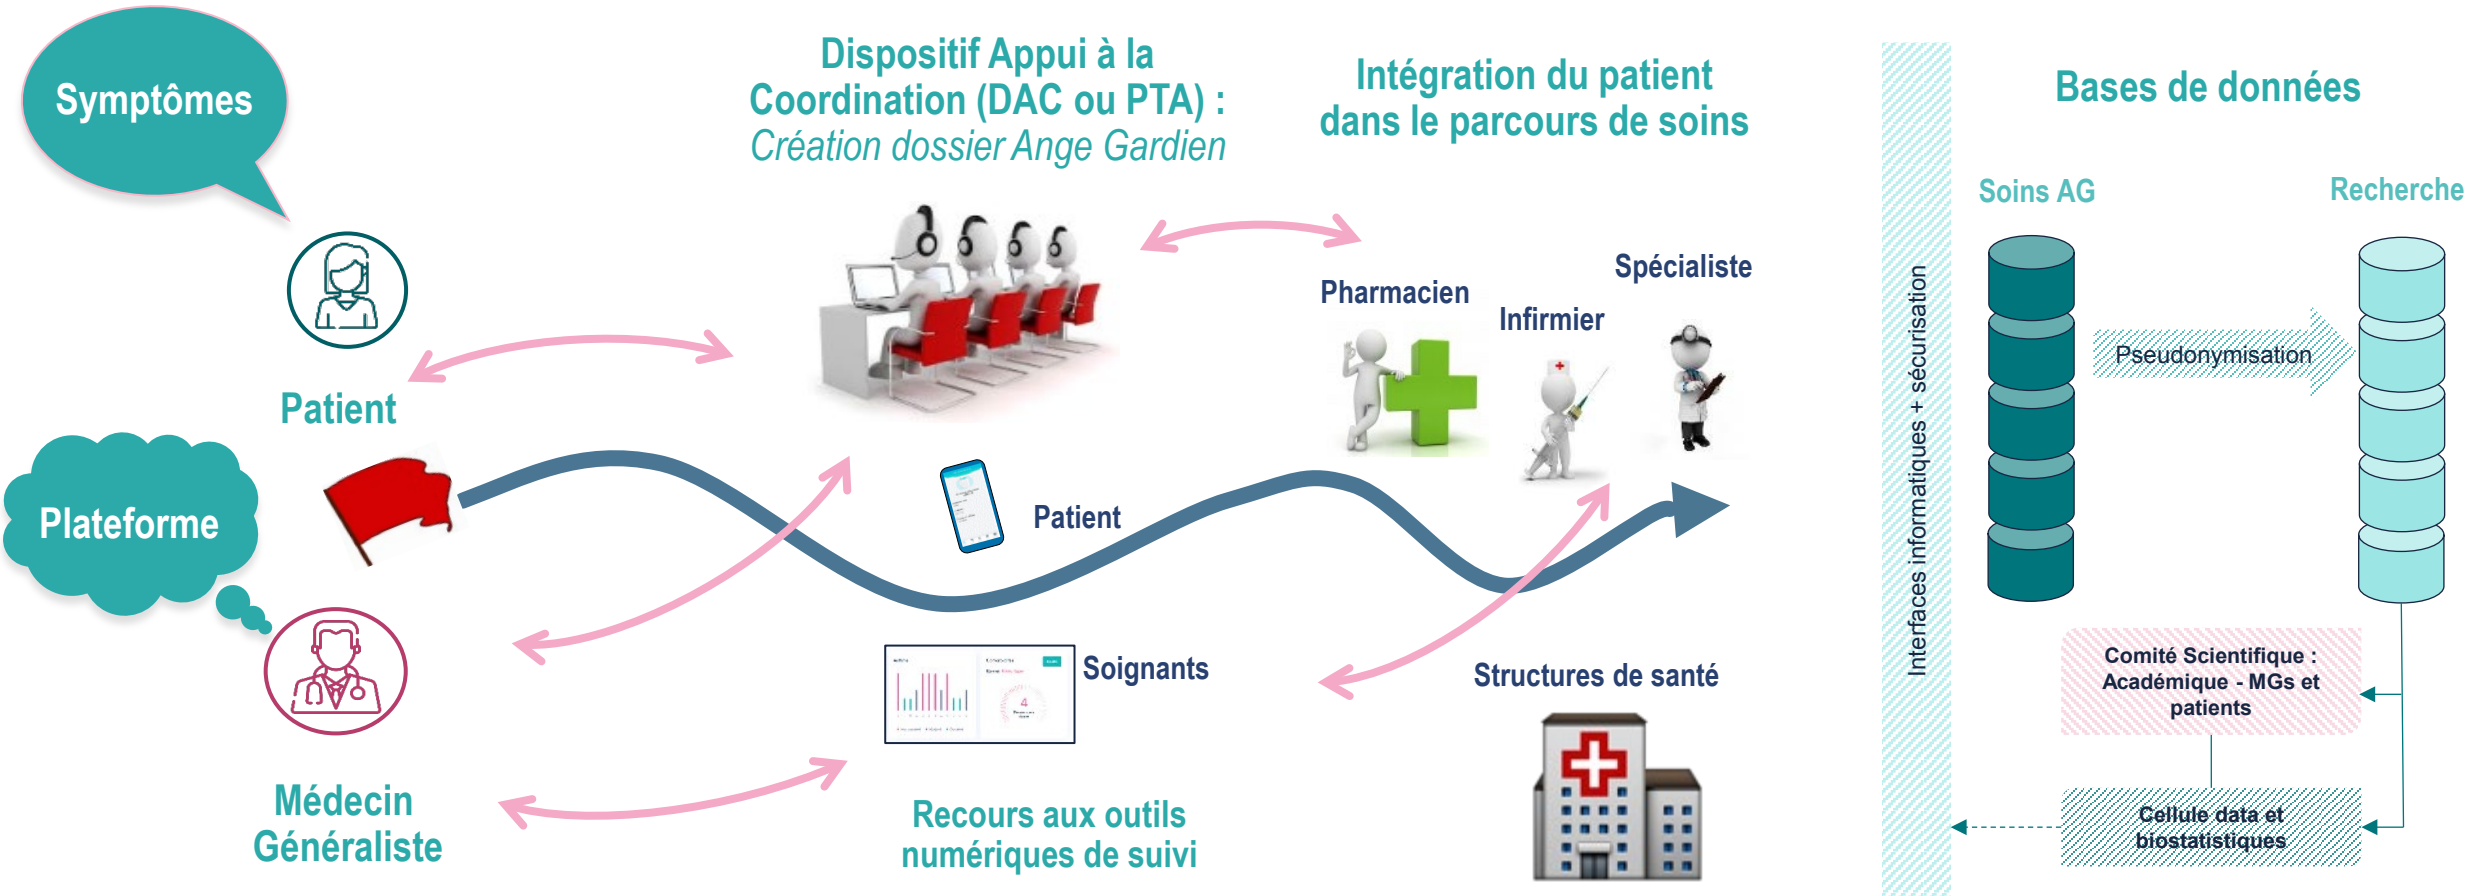 Symptômes
Patient
Plateforme
Médecin
Généraliste
Dispositif Appui à la
Coordination (DAC ou PTA) :
Création dossier Ange Gardien
Patient
Soignants
Recours aux outils
numériques de suivi
Intégration du patient
dans le parcours de soins
Pharmacien
Infirmier
Spécialiste
Structures de santé
Interfaces informatiques + sécurisation
Bases de données
Soins AG
Recherche
Pseudonymisation
Comité Scientifique :
Académique - MGs et
patients
Cellule data et
biostatistiques
4